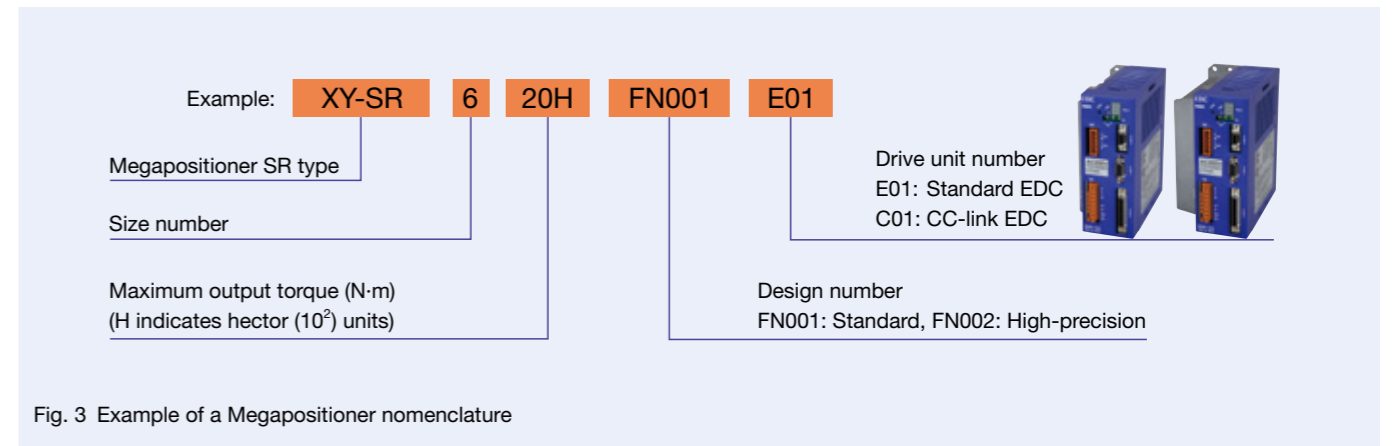 Example: XY-SR 6 20H FN001 E01
Megapositioner SR type
Size number
Maximum output torque (N·m)
(H indicates hector (10²) units)
Drive unit number
E01: Standard EDC
C01: CC-link EDC
Design number
FN001: Standard, FN002: High-precision
Fig. 3 Example of a Megapositioner nomenclature